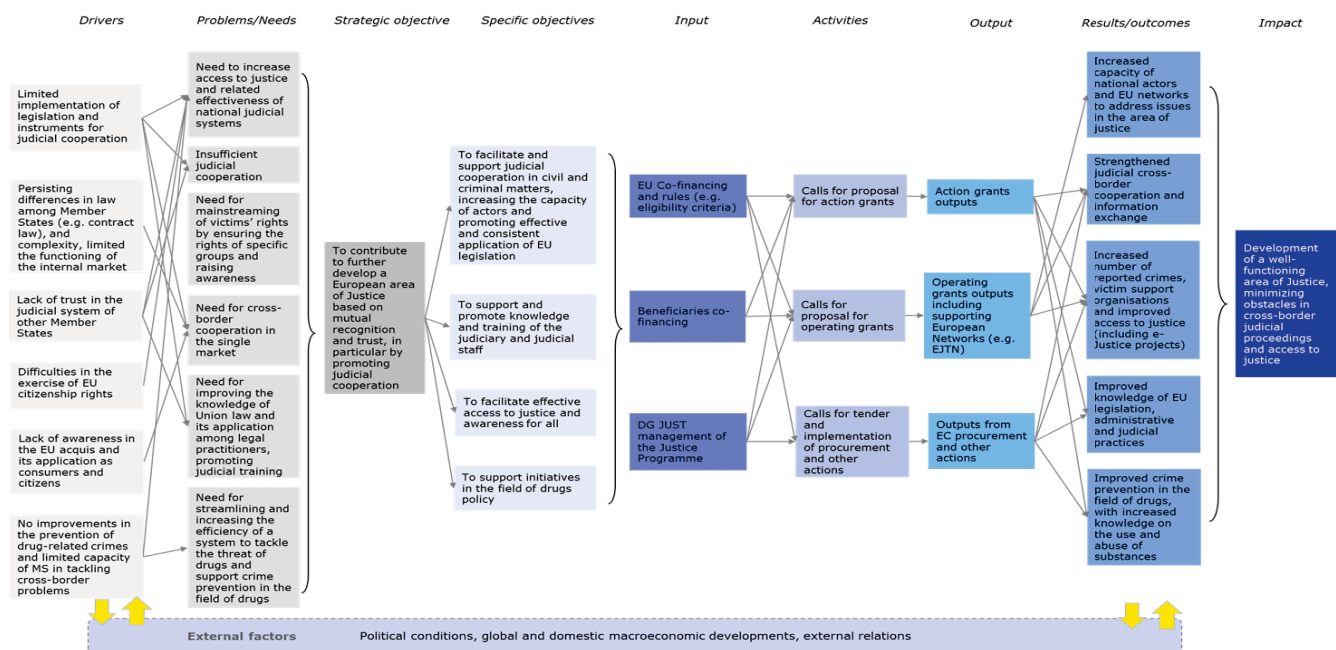 Drivers
Problems/Needs
Strategic objective
Specific objectives
Input
Activities
Output
Results/outcomes
Impact
Limited
implementation of
legislation and
instruments for
judicial cooperation
Persisting
differences in law
among Member
States (e.g. contract
law), and
complexity, limited
the functioning of
the internal market
Lack of trust in the
judicial system of
other Member
States
Difficulties in the
exercise of EU
citizenship rights
Lack of awareness in
the EU acquis and
its application as
consumers and
citizens
No improvements in
the prevention of
drug-related crimes
and limited capacity
of MS in tackling
cross-border
problems
Need to increase
access to justice
and related
effectiveness of
national judicial
systems
Insufficient
judicial
cooperation
Need for
mainstreaming of
victims' rights by
ensuring the
rights of specific
groups and
raising
awareness
Need for cross-
border
cooperation in
the single
market
Need for
improving the
knowledge of
Union law and
its application
among legal
practitioners,
promoting
judicial training
Need for
streamlining and
increasing the
efficiency of a
system to tackle
the threat of
drugs and
support crime
prevention in the
field of drugs
To contribute
to further
develop a
European area
of Justice
based on
mutual
recognition
and trust, in
particular by
promoting
judicial
cooperation
To facilitate and
support judicial
cooperation in civil and
criminal matters,
increasing the capacity
of actors and
promoting effective
and consistent
application of EU
legislation
To support and
promote knowledge
and training of the
judiciary and judicial
staff
To facilitate effective
access to justice and
awareness for all
To support initiatives
in the field of drugs
policy
EU Co-financing
and rules (e.g.
eligibility criteria)
Beneficiaries co-
financing
DG JUST
management of
the Justice
Programme
Calls for proposal
for action grants
Calls for
proposal for
operating grants
Calls for tender
and
implementation
of procurement
and other
actions
Action grants
outputs
Operating
grants outputs
including
supporting
European
Networks (e.g.
EJTN)
Outputs from
EC procurement
and other
actions
Increased
capacity of
national actors
and EU networks
to address issues
in the area of
justice
Strengthened
judicial cross-
border
cooperation and
information
exchange
Increased
number of
reported crimes,
victim support
organisations
and improved
access to justice
(including e-
Justice projects)
Improved
knowledge of EU
legislation,
administrative
and judicial
practices
Improved crime
prevention in the
field of drugs,
with increased
knowledge on
the use and
abuse of
substances
Development
of a well-
functioning
area of Justice,
minimizing
obstacles in
cross-border
judicial
proceedings
and access to
justice
External factors
Political conditions, global and domestic macroeconomic developments, external relations